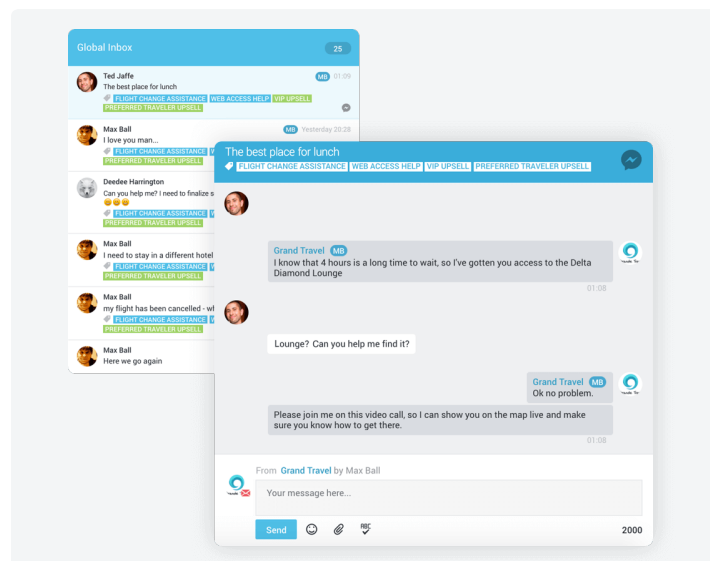 Global Inbox
25
Ted Jaffe
MB 01:09
The best place for lunch
FLIGHT CHANGE ASSISTANCE WEB ACCESS HELP VIP UPSELL
PREFERRED TRAVELER UPSELL
Max Ball
MB Yesterday 20:28
I love you man...
FLIGHT CHANGE ASSISTANCE
PREFERRED TRAVELER UPSELL
Deedee Harrington
Can you help me? I need to finalize s
😀😀😀
FLIGHT CHANGE ASSISTANCE
PREFERRED TRAVELER UPSELL
Max Ball
I need to stay in a different hotel
FLIGHT CHANGE ASSISTANCE
PREFERRED TRAVELER UPSELL
Max Ball
my flight has been cancelled - wh
FLIGHT CHANGE ASSISTANCE
PREFERRED TRAVELER UPSELL
Max Ball
Here we go again
The best place for lunch
FLIGHT CHANGE ASSISTANCE WEB ACCESS HELP VIP UPSELL PREFERRED TRAVELER UPSELL
Grand Travel MB
I know that 4 hours is a long time to wait, so I've gotten you access to the Delta
Diamond Lounge
01:08
Lounge? Can you help me find it?
Grand Travel MB
Ok no problem.
Please join me on this video call, so I can show you on the map live and make
sure you know how to get there.
01:08
From Grand Travel by Max Ball
Your message here...
Send
ABC
2000